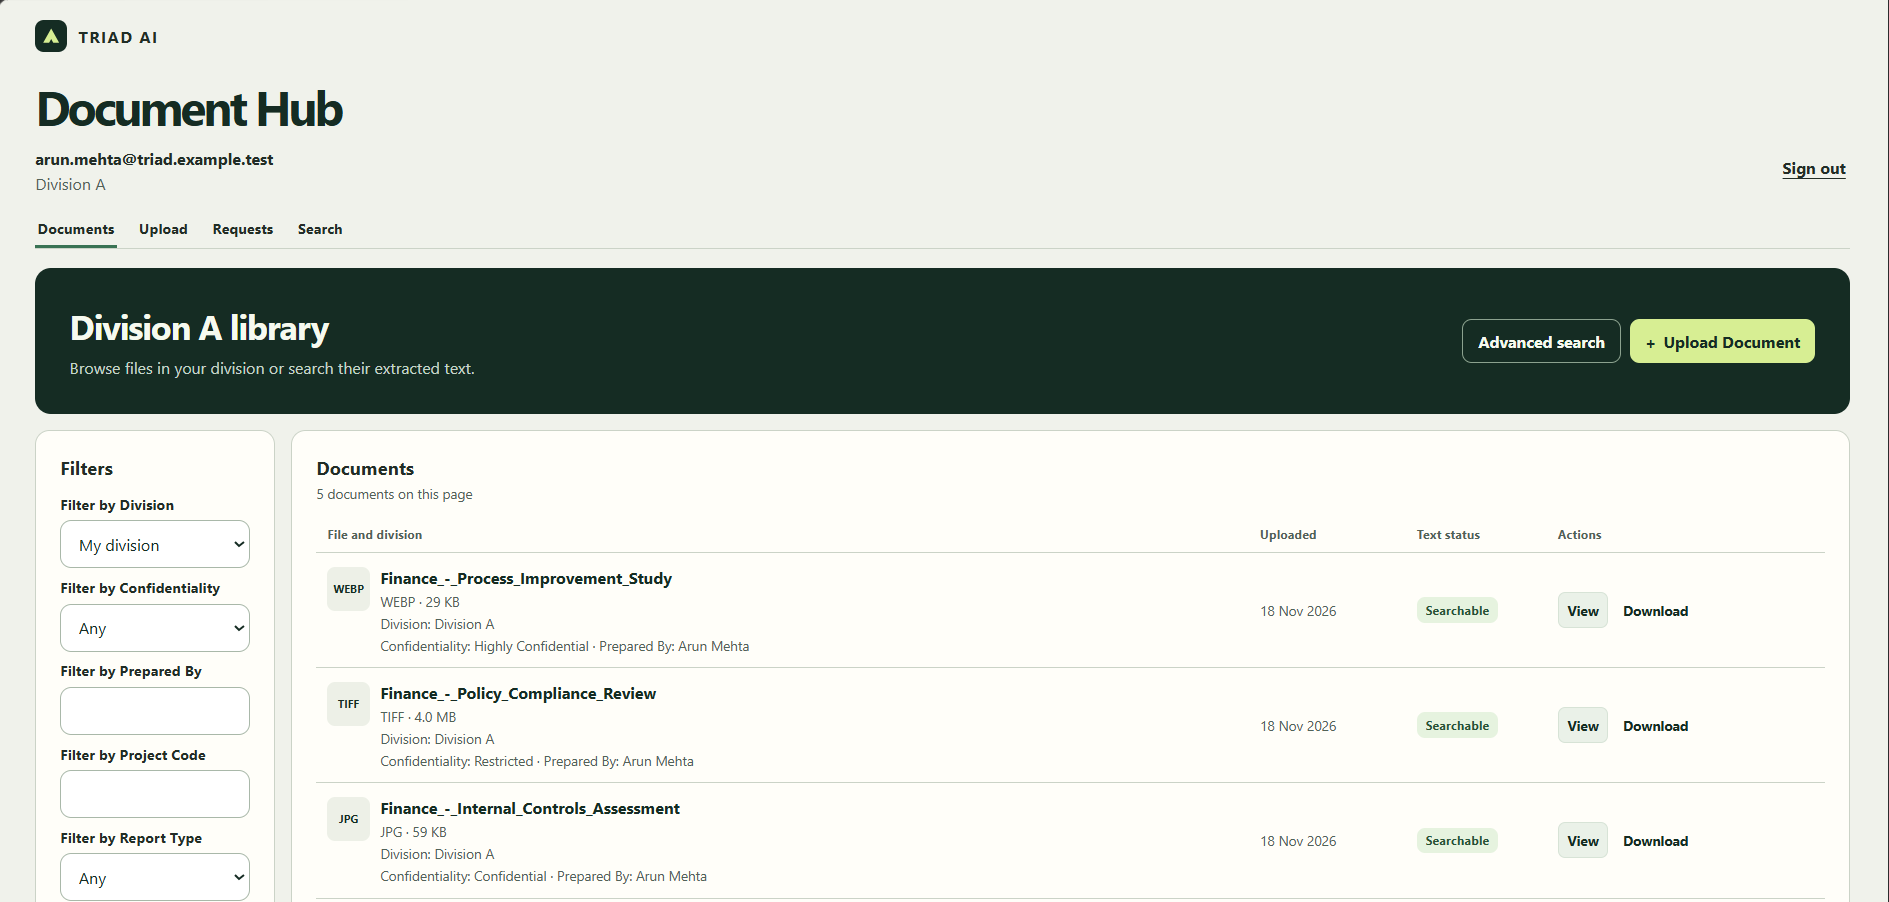 TRIAD AI
Document Hub
arun.mehta@triad.example.test
Division A
Sign out
Documents Upload Requests Search
Division A library
Browse files in your division or search their extracted text.
Advanced search
+ Upload Document
Filters
Filter by Division
My division
Filter by Confidentiality
Any
Filter by Prepared By
Filter by Project Code
Filter by Report Type
Any
Documents
5 documents on this page
File and division Uploaded Text status Actions
WEBP
Finance_-_Process_Improvement_Study
WEBP · 29 KB
Division: Division A
Confidentiality: Highly Confidential · Prepared By: Arun Mehta
18 Nov 2026 Searchable View Download
TIFF
Finance_-_Policy_Compliance_Review
TIFF · 4.0 MB
Division: Division A
Confidentiality: Restricted · Prepared By: Arun Mehta
18 Nov 2026 Searchable View Download
JPG
Finance_-_Internal_Controls_Assessment
JPG · 59 KB
Division: Division A
Confidentiality: Confidential · Prepared By: Arun Mehta
18 Nov 2026 Searchable View Download